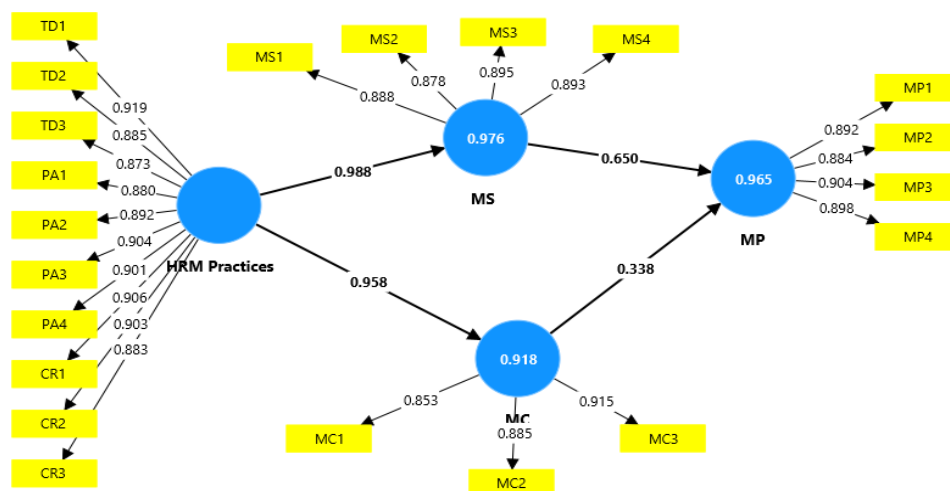 TD1
TD2
TD3
PA1
PA2
PA3
PA4
CR1
CR2
CR3
0.919
0.885
0.873
0.880
0.892
0.904
0.901
0.906
0.903
0.883
HRM Practices
MS1
MS2
MS3
MS4
0.888
0.878
0.895
0.893
0.976
MS
0.988
0.958
0.650
0.338
0.918
MC
0.853
0.885
0.915
MC1
MC2
MC3
0.965
MP
0.892
0.884
0.904
0.898
MP1
MP2
MP3
MP4